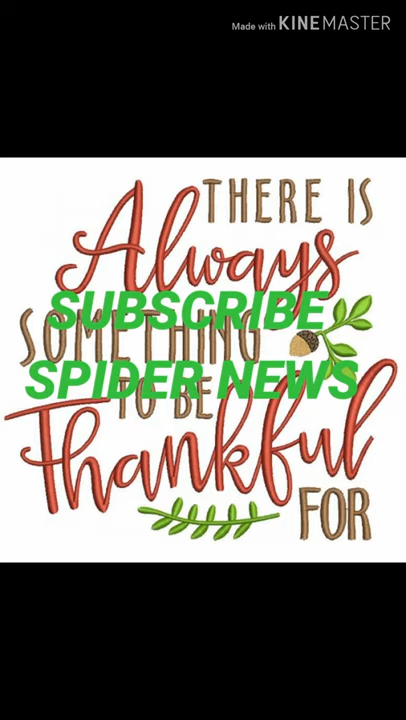 Made with KINEMASTER
THERE IS
Always
SUBSCRIBE
SOMETHING
SPIDER NEWS
TO BE
Thankful
FOR